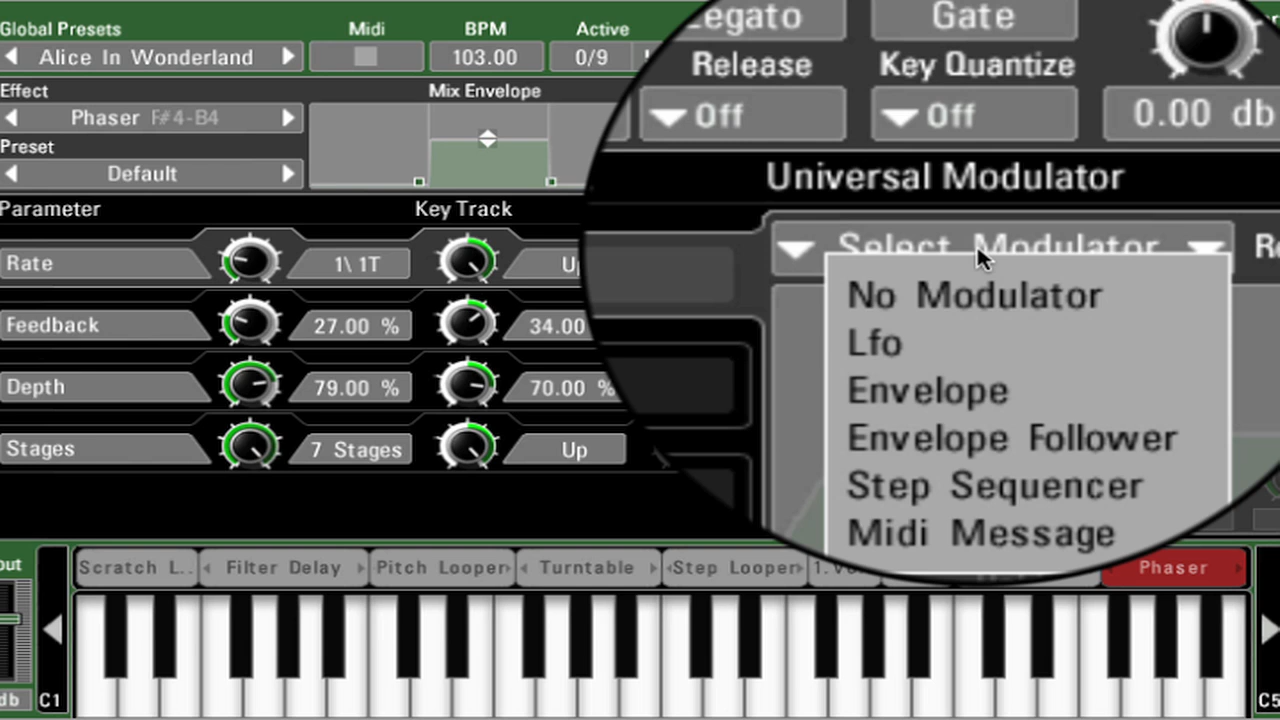 Global Presets
Midi
BPM
Active
Alice In Wonderland
103.00
0/9
Effect
Mix Envelope
Phaser F#4-B4
Preset
Default
Parameter
Key Track
Rate
1\ 1T
Feedback
27.00 %
34.00
Depth
79.00 %
70.00 %
Stages
7 Stages
Up
Legato
Gate
Release
Key Quantize
Off
Off
0.00 db
Universal Modulator
Select Modulator
No Modulator
Lfo
Envelope
Envelope Follower
Step Sequencer
Midi Message
Scratch L..
Filter Delay
Pitch Looper
Turntable
Step Looper
Phaser
db
C1
C5